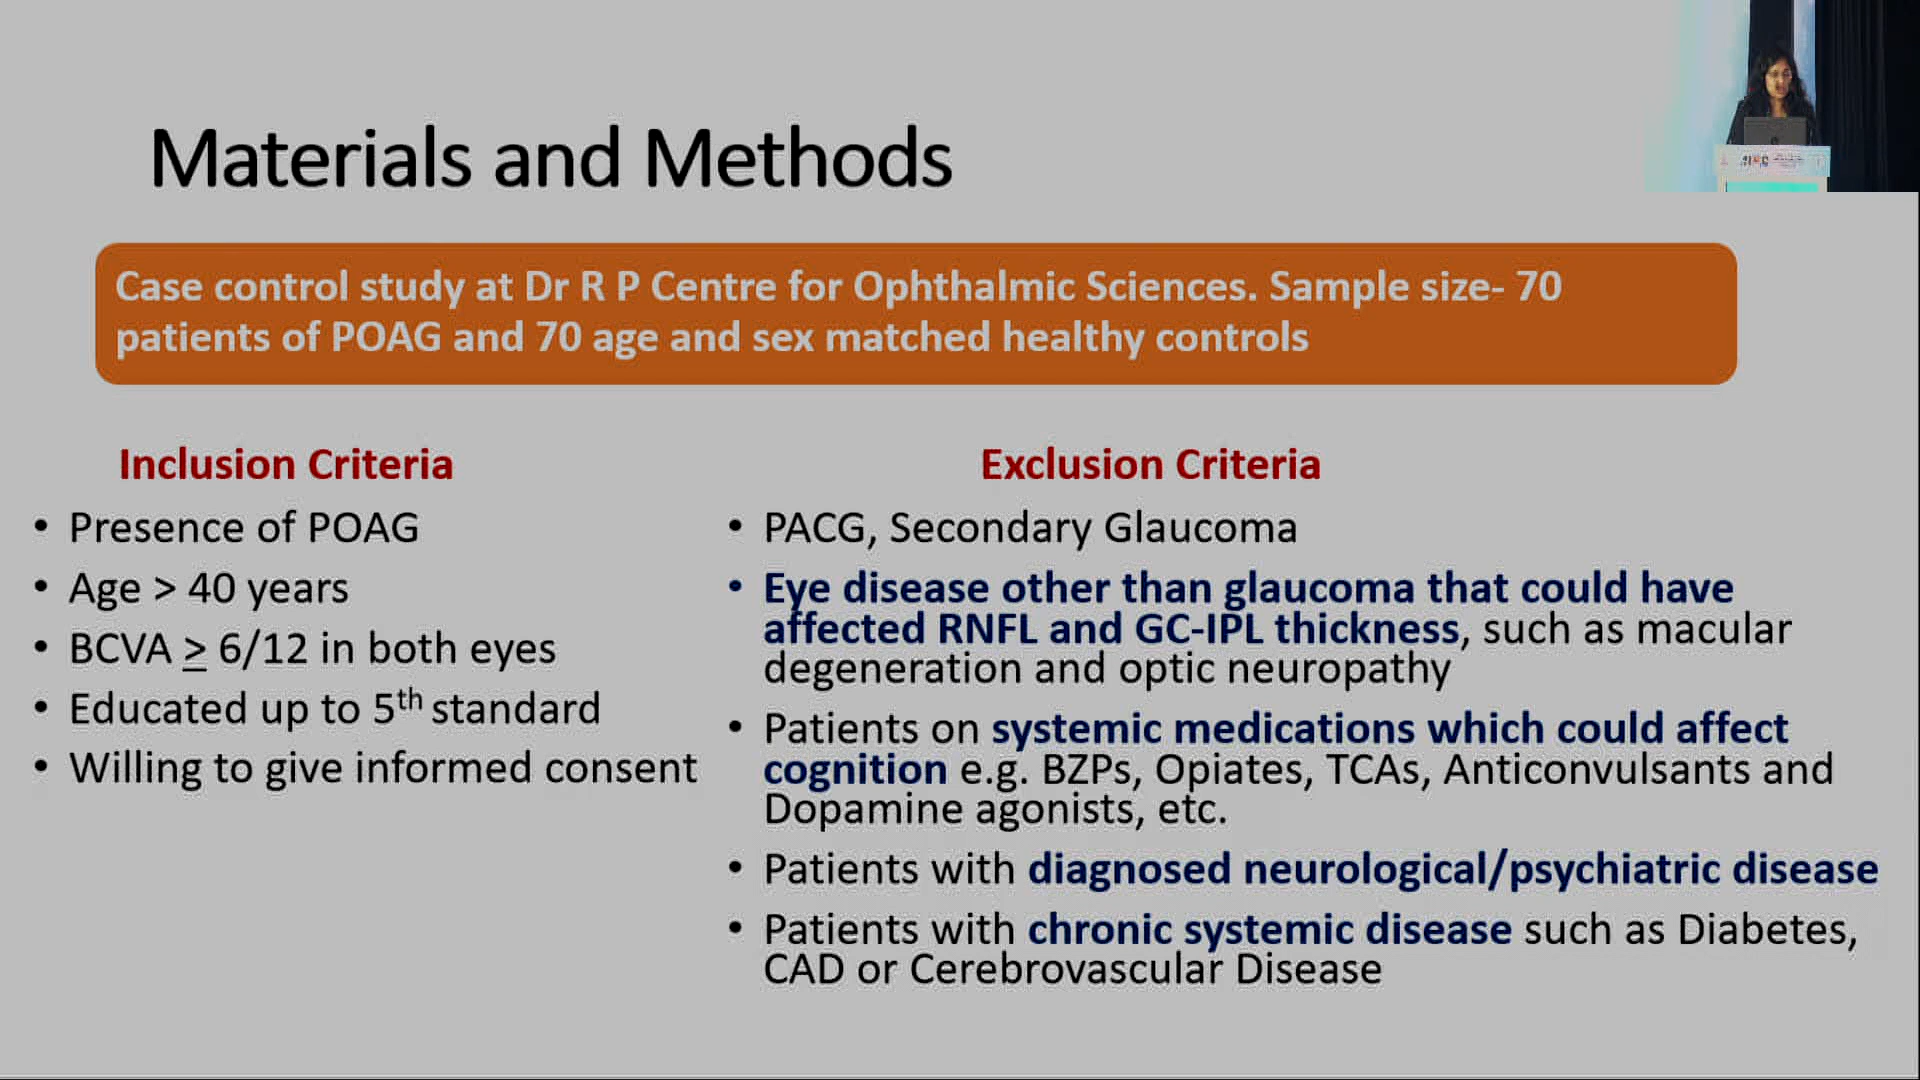 Materials and Methods
Case control study at Dr R P Centre for Ophthalmic Sciences. Sample size- 70
patients of POAG and 70 age and sex matched healthy controls
Inclusion Criteria
• Presence of POAG
• Age > 40 years
• BCVA ≥ 6/12 in both eyes
• Educated up to 5th standard
• Willing to give informed consent
Exclusion Criteria
• PACG, Secondary Glaucoma
• Eye disease other than glaucoma that could have
affected RNFL and GC-IPL thickness, such as macular
degeneration and optic neuropathy
• Patients on systemic medications which could affect
cognition e.g. BZPs, Opiates, TCAs, Anticonvulsants and
Dopamine agonists, etc.
• Patients with diagnosed neurological/psychiatric disease
• Patients with chronic systemic disease such as Diabetes,
CAD or Cerebrovascular Disease